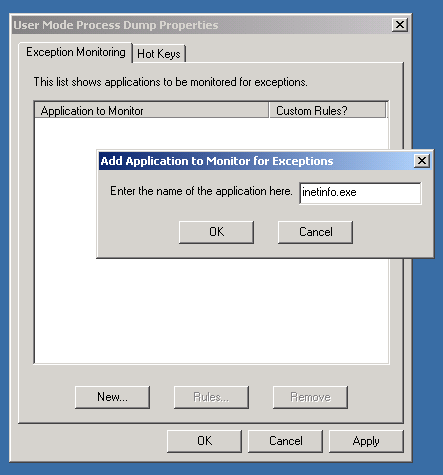 User Mode Process Dump Properties
Exception Monitoring Hot Keys
This list shows applications to be monitored for exceptions.
Application to Monitor Custom Rules?
Add Application to Monitor for Exceptions
Enter the name of the application here. inetinfo.exe
OK Cancel
New... Rules... Remove
OK Cancel Apply